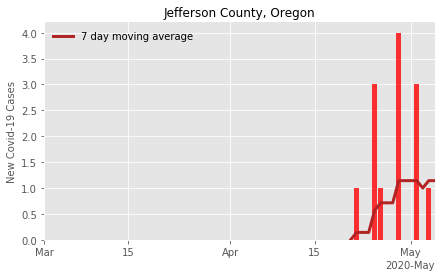 Jefferson County, Oregon
7 day moving average
New Covid-19 Cases
4.0
3.5
3.0
2.5
2.0
1.5
1.0
0.5
0.0
Mar 15 Apr 15 May
2020-May